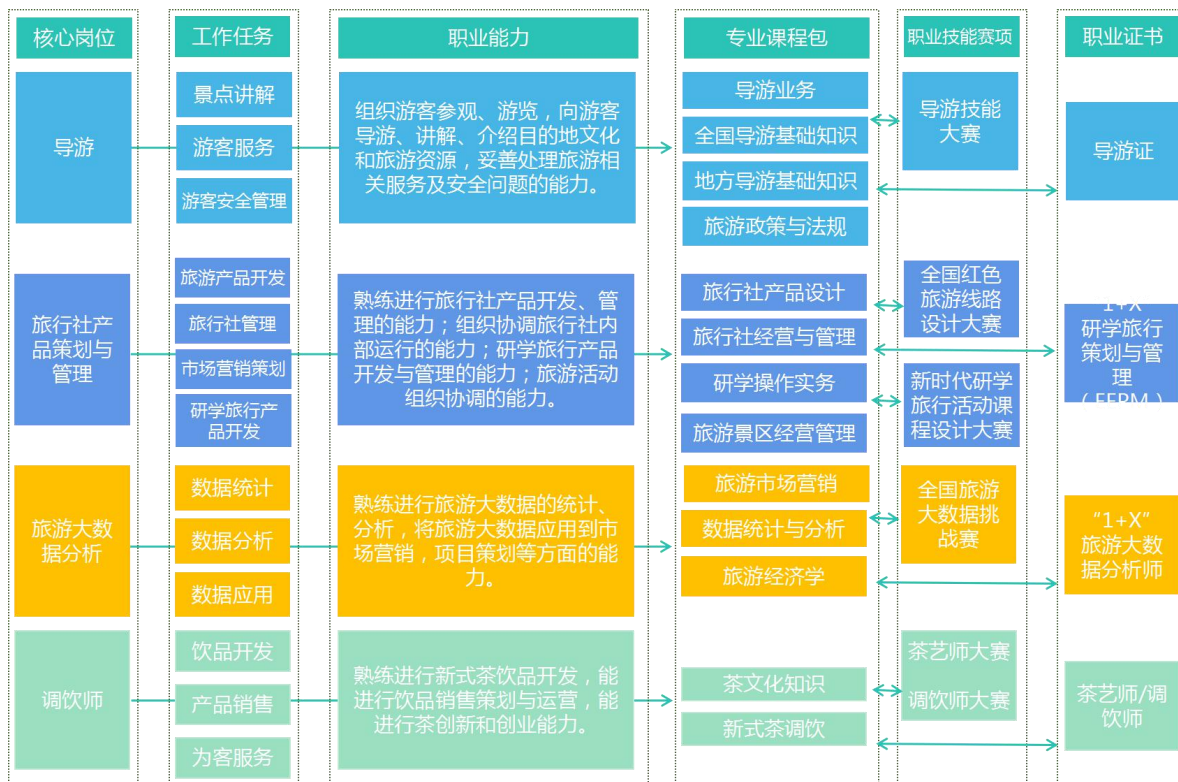 核心岗位
工作任务
职业能力
专业课程包
职业技能赛项
职业证书
导游
景点讲解
游客服务
游客安全管理
组织游客参观、游览，向游客
导游、讲解、介绍目的地文化
和旅游资源，妥善处理旅游相
关服务及安全问题的能力。
导游业务
全国导游基础知识
地方导游基础知识
旅游政策与法规
导游技能
大赛
导游证
旅行社产
品策划与
管理
旅游产品开发
旅行社管理
市场营销策划
研学旅行产
品开发
熟练进行旅行社产品开发、管
理的能力；组织协调旅行社内
部运行的能力；研学旅行产品
开发与管理的能力；旅游活动
组织协调的能力。
旅行社产品设计
旅行社经营与管理
研学操作实务
旅游景区经营管理
全国红色
旅游线路
设计大赛
新时代研学
旅行活动课
程设计大赛
1+X
研学旅行
策划与管
理
旅游大数
据分析
数据统计
数据分析
数据应用
熟练进行旅游大数据的统计、
分析，将旅游大数据应用到市
场营销，项目策划等方面的能
力。
旅游市场营销
数据统计与分析
旅游经济学
全国旅游
大数据挑
战赛
“1+X”
旅游大数
据分析师
调饮师
饮品开发
产品销售
为客服务
熟练进行新式茶饮品开发，能
进行饮品销售策划与运营，能
进行茶创新和创业能力。
茶文化知识
新式茶调饮
茶艺师大赛
调饮师大赛
茶艺师/调
饮师